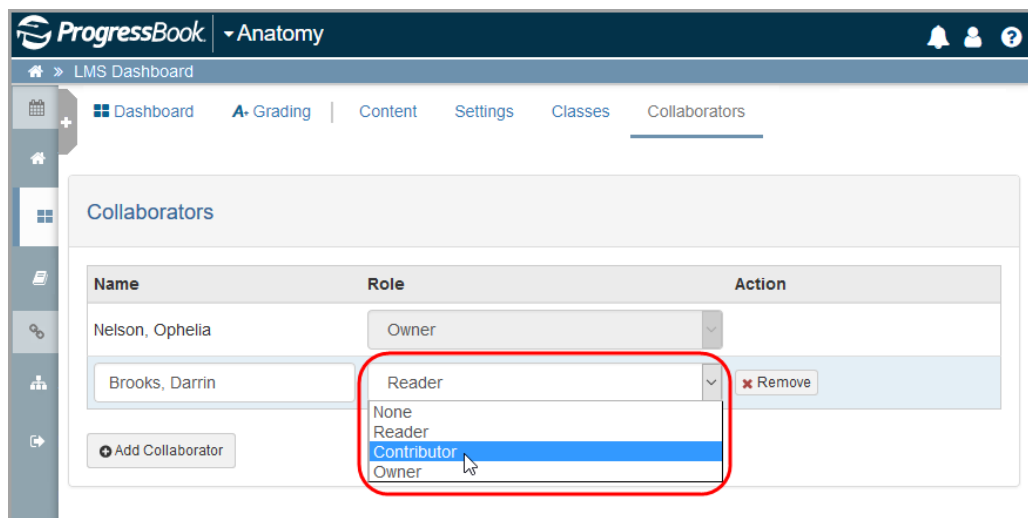 ProgressBook Anatomy
» LMS Dashboard
Dashboard A+ Grading Content Settings Classes Collaborators
Collaborators
Name Role Action
Nelson, Ophelia Owner
Brooks, Darrin Reader Remove
None
Reader
Contributor
Owner
Add Collaborator